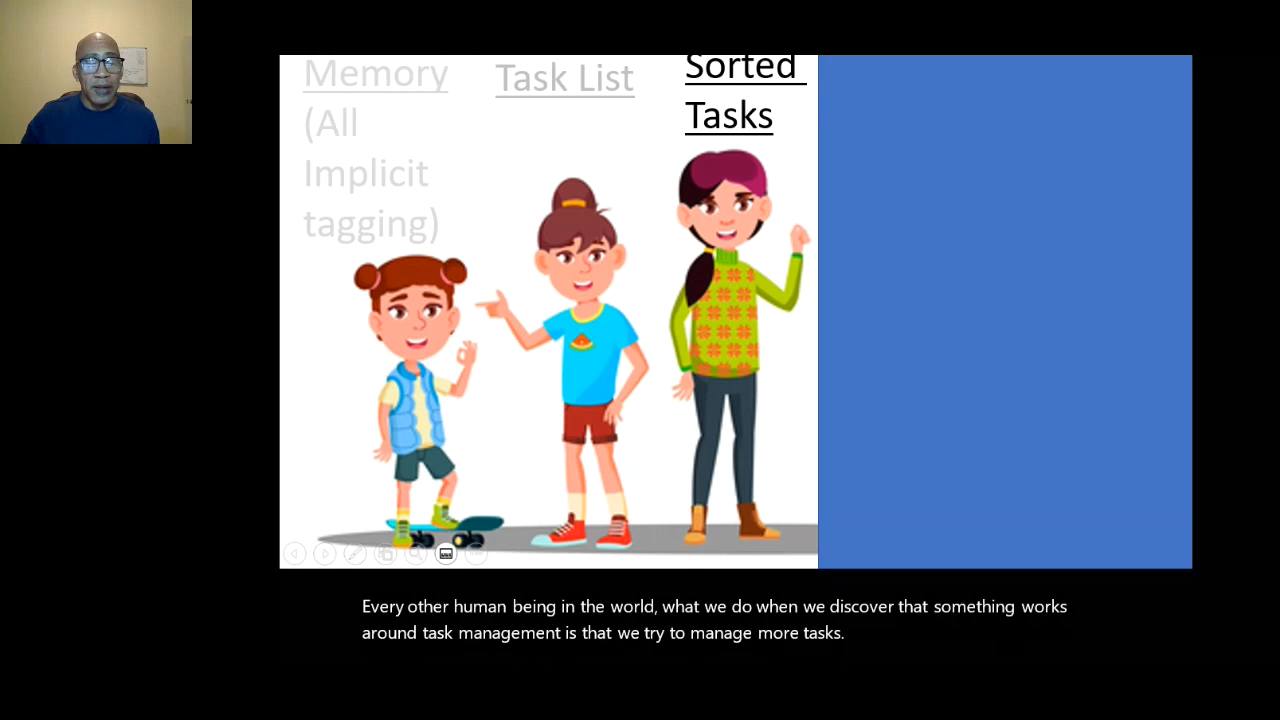 Memory
(All
Implicit
tagging)
Task List
Sorted
Tasks
Every other human being in the world, what we do when we discover that something works
around task management is that we try to manage more tasks.